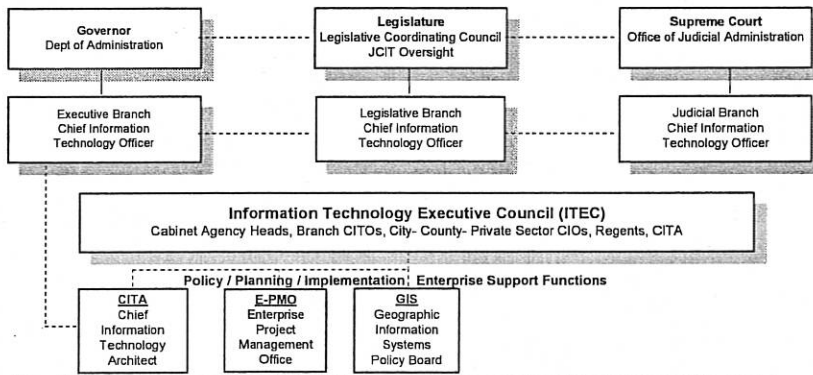 Governor
Dept of Administration
Legislature
Legislative Coordinating Council
JCIT Oversight
Supreme Court
Office of Judicial Administration
Executive Branch
Chief Information
Technology Officer
Legislative Branch
Chief Information
Technology Officer
Judicial Branch
Chief Information
Technology Officer
Information Technology Executive Council (ITEC)
Cabinet Agency Heads, Branch CITOs, City- County- Private Sector CIOs, Regents, CITA
Policy / Planning / Implementation Enterprise Support Functions
CITA
Chief
Information
Technology
Architect
E-PMO
Enterprise
Project
Management
Office
GIS
Geographic
Information
Systems
Policy Board